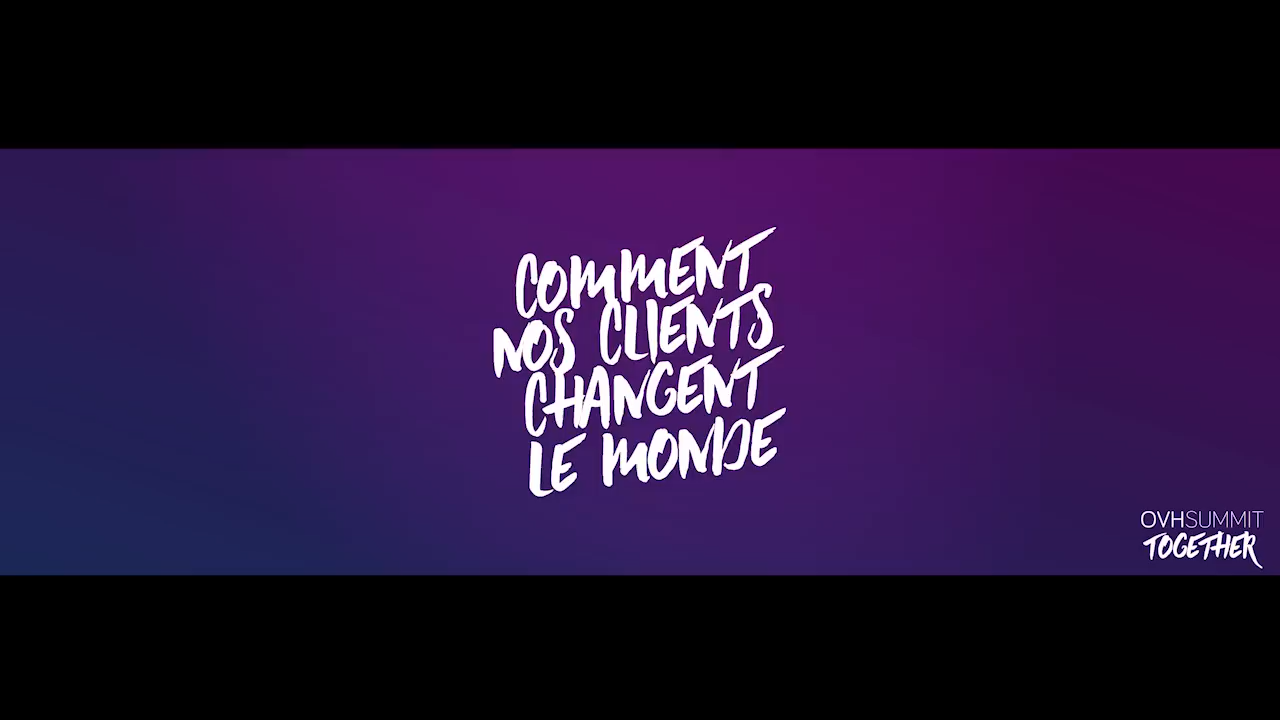 COMMENT
NOS CLIENTS
CHANGENT
LE MONDE
OVHSUMMIT
TOGETHER